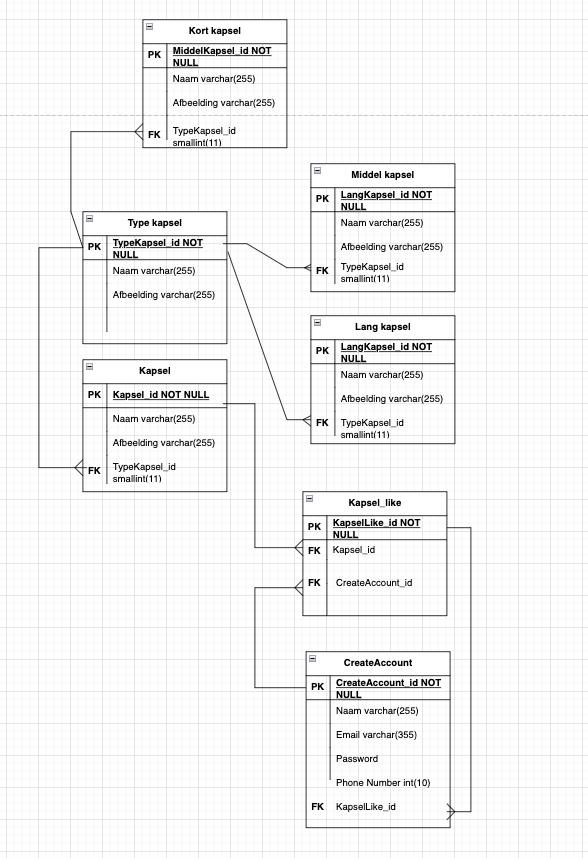 Kort kapsel
PK MiddelKapsel_id NOT
NULL
Naam varchar(255)
Afbeelding varchar(255)
FK TypeKapsel_id
smallint(11)
Middel kapsel
PK LangKapsel_id NOT
NULL
Naam varchar(255)
Afbeelding varchar(255)
FK TypeKapsel_id
smallint(11)
Type kapsel
PK TypeKapsel_id NOT
NULL
Naam varchar(255)
Afbeelding varchar(255)
Lang kapsel
PK LangKapsel_id NOT
NULL
Naam varchar(255)
Afbeelding varchar(255)
FK TypeKapsel_id
smallint(11)
Kapsel
PK Kapsel_id NOT NULL
Naam varchar(255)
Afbeelding varchar(255)
FK TypeKapsel_id
smallint(11)
Kapsel_like
PK KapselLike_id NOT
NULL
FK Kapsel_id
FK CreateAccount_id
CreateAccount
PK CreateAccount_id NOT
NULL
Naam varchar(255)
Email varchar(355)
Password
Phone Number int(10)
FK KapselLike_id